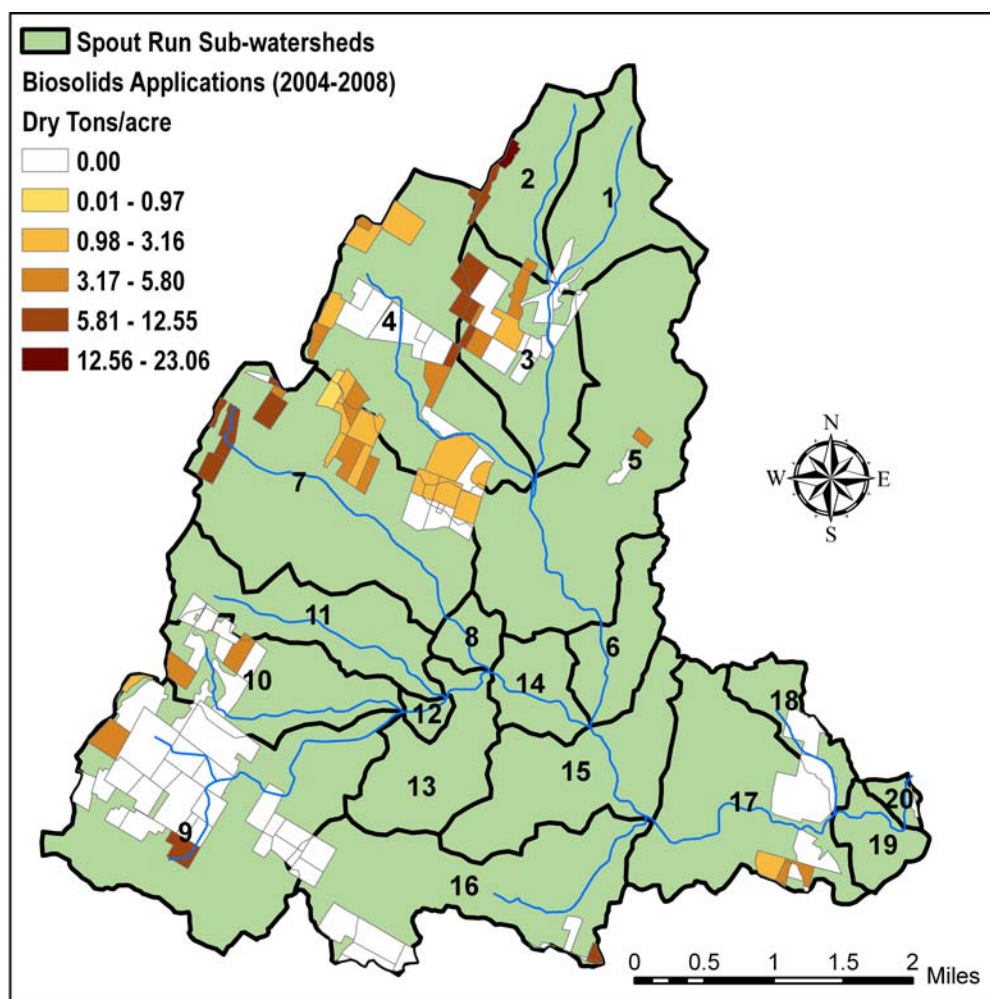 Spout Run Sub-watersheds
Biosolids Applications (2004-2008)
Dry Tons/acre
0.00
0.01 - 0.97
0.98 - 3.16
3.17 - 5.80
5.81 - 12.55
12.56 - 23.06
2
1
4
3
5
7
N
W E
S
11
8
6
10
14
12
18
13
15
17
20
9
19
16
0 0.5 1 2 Miles